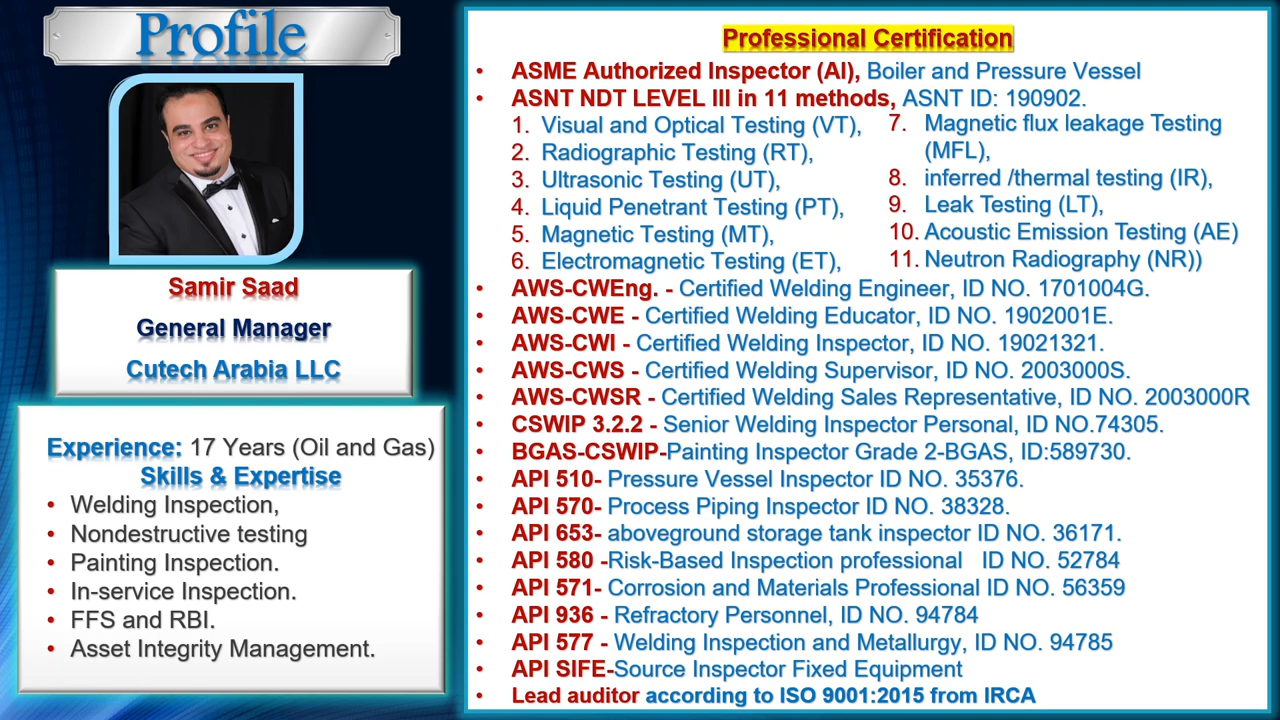 Profile
Samir Saad
General Manager
Cutech Arabia LLC
Experience: 17 Years (Oil and Gas)
Skills & Expertise
• Welding Inspection,
• Nondestructive testing
• Painting Inspection.
• In-service Inspection.
• FFS and RBI.
• Asset Integrity Management.
Professional Certification
• ASME Authorized Inspector (AI), Boiler and Pressure Vessel
• ASNT NDT LEVEL III in 11 methods, ASNT ID: 190902.
1. Visual and Optical Testing (VT),
2. Radiographic Testing (RT),
3. Ultrasonic Testing (UT),
4. Liquid Penetrant Testing (PT),
5. Magnetic Testing (MT),
6. Electromagnetic Testing (ET),
7. Magnetic flux leakage Testing
(MFL),
8. inferred /thermal testing (IR),
9. Leak Testing (LT),
10. Acoustic Emission Testing (AE)
11. Neutron Radiography (NR))
• AWS-CWEng. - Certified Welding Engineer, ID NO. 1701004G.
• AWS-CWE - Certified Welding Educator, ID NO. 1902001E.
• AWS-CWI - Certified Welding Inspector, ID NO. 19021321.
• AWS-CWS - Certified Welding Supervisor, ID NO. 2003000S.
• AWS-CWSR - Certified Welding Sales Representative, ID NO. 2003000R
• CSWIP 3.2.2 - Senior Welding Inspector Personal, ID NO.74305.
• BGAS-CSWIP-Painting Inspector Grade 2-BGAS, ID:589730.
• API 510- Pressure Vessel Inspector ID NO. 35376.
• API 570- Process Piping Inspector ID NO. 38328.
• API 653- aboveground storage tank inspector ID NO. 36171.
• API 580 -Risk-Based Inspection professional ID NO. 52784
• API 571- Corrosion and Materials Professional ID NO. 56359
• API 936 - Refractory Personnel, ID NO. 94784
• API 577 - Welding Inspection and Metallurgy, ID NO. 94785
• API SIFE-Source Inspector Fixed Equipment
• Lead auditor according to ISO 9001:2015 from IRCA